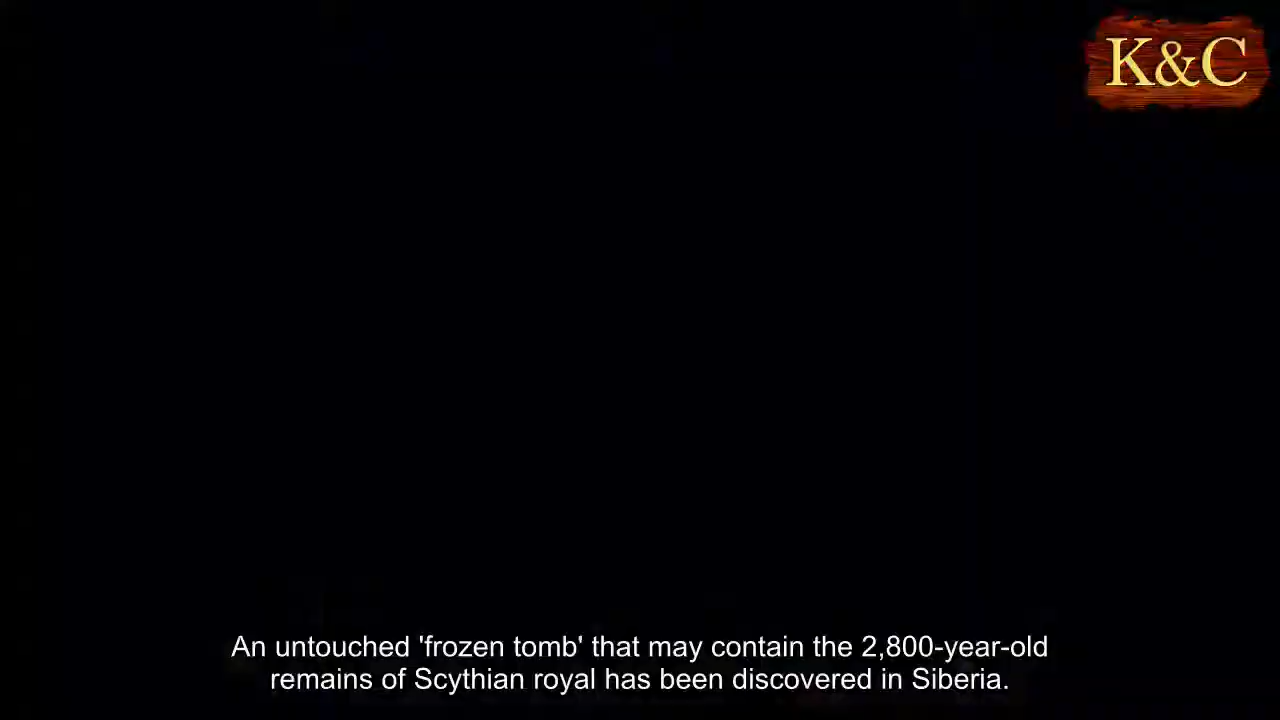 K&C
An untouched 'frozen tomb' that may contain the 2,800-year-old
remains of Scythian royal has been discovered in Siberia.